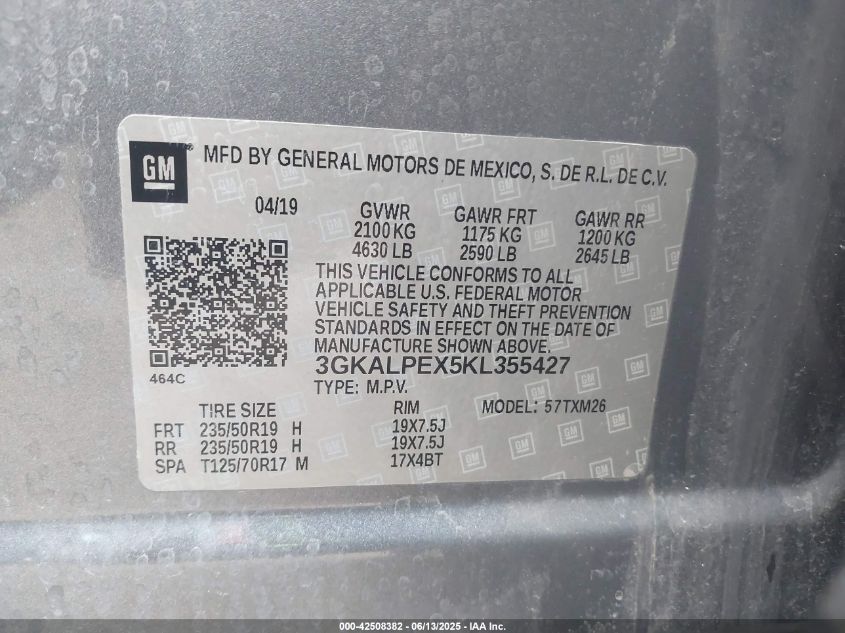 GM MFD BY GENERAL MOTORS DE MEXICO, S. DE R.L. DE C.V.
04/19 GVWR GAWR FRT GAWR RR
2100 KG 1175 KG 1200 KG
4630 LB 2590 LB 2645 LB
THIS VEHICLE CONFORMS TO ALL
APPLICABLE U.S. FEDERAL MOTOR
VEHICLE SAFETY AND THEFT PREVENTION
STANDARDS IN EFFECT ON THE DATE OF
MANUFACTURE SHOWN ABOVE.
3GKALPEX5KL355427
464C TYPE: M.P.V.
TIRE SIZE RIM MODEL: 57TXM26
FRT 235/50R19 H 19X7.5J
RR 235/50R19 H 19X7.5J
SPA T125/70R17 M 17X4BT
000-42508382 - 06/13/2025 - IAA Inc.